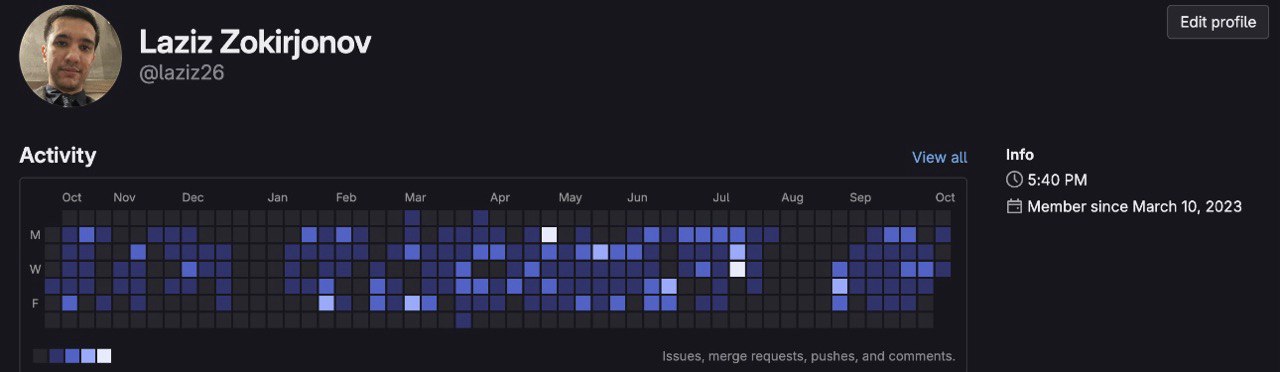 Laziz Zokirjonov
@laziz26
Edit profile
Activity
View all
Oct Nov Dec Jan Feb Mar Apr May Jun Jul Aug Sep Oct
M
W
F
Issues, merge requests, pushes, and comments.
Info
5:40 PM
Member since March 10, 2023